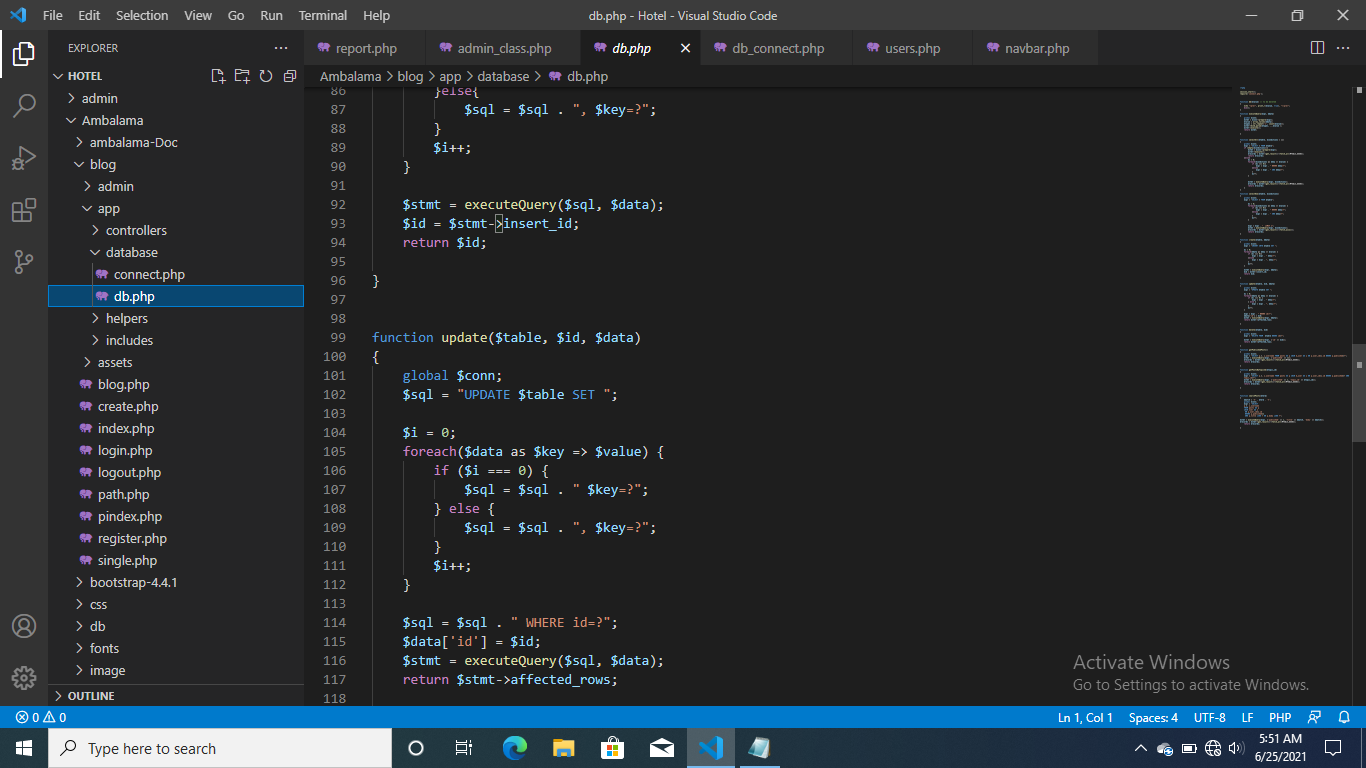 File Edit Selection View Go Run Terminal Help
db.php - Hotel - Visual Studio Code
EXPLORER
report.php
admin_class.php
db.php
db_connect.php
users.php
navbar.php
HOTEL
Ambalama > blog > app > database > db.php
admin
Ambalama
ambalama-Doc
blog
admin
app
controllers
database
connect.php
db.php
helpers
includes
assets
blog.php
create.php
index.php
login.php
logout.php
path.php
pindex.php
register.php
single.php
bootstrap-4.4.1
css
db
fonts
image
OUTLINE
86 }else{
87 $sql = $sql . ", $key=?";
88 }
89 $i++;
90 }
91
92 $stmt = executeQuery($sql, $data);
93 $id = $stmt->insert_id;
94 return $id;
95
96 }
97
98
99 function update($table, $id, $data)
100 {
101 global $conn;
102 $sql = "UPDATE $table SET ";
103
104 $i = 0;
105 foreach($data as $key => $value) {
106 if ($i === 0) {
107 $sql = $sql . " $key=?";
108 } else {
109 $sql = $sql . ", $key=?";
110 }
111 $i++;
112 }
113
114 $sql = $sql . " WHERE id=?";
115 $data['id'] = $id;
116 $stmt = executeQuery($sql, $data);
117 return $stmt->affected_rows;
118
Activate Windows
Go to Settings to activate Windows.
0 0
Ln 1, Col 1 Spaces: 4 UTF-8 LF PHP
Type here to search
5:51 AM
6/25/2021